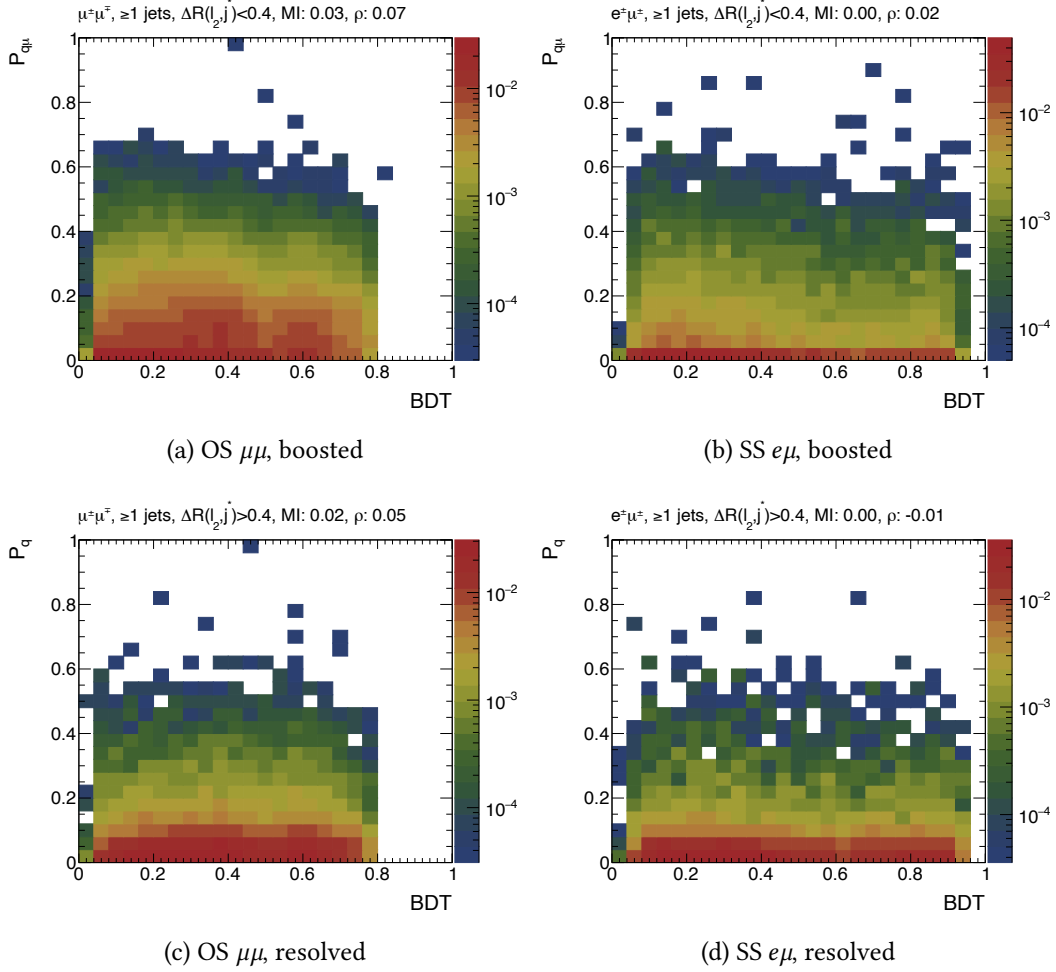 μ±μ∓, ≥1 jets, ΔR(l2,j*)<0.4, MI: 0.03, ρ: 0.07
Pqμ
1
0.8
0.6
0.4
0.2
0
0 0.2 0.4 0.6 0.8 1
BDT
10−2
10−3
10−4
(a) OS μμ, boosted
e±μ±, ≥1 jets, ΔR(l2,j*)<0.4, MI: 0.00, ρ: 0.02
Pqμ
1
0.8
0.6
0.4
0.2
0
0 0.2 0.4 0.6 0.8 1
BDT
10−2
10−3
10−4
(b) SS eμ, boosted
μ±μ∓, ≥1 jets, ΔR(l2,j*)>0.4, MI: 0.02, ρ: 0.05
Pq
1
0.8
0.6
0.4
0.2
0
0 0.2 0.4 0.6 0.8 1
BDT
10−2
10−3
10−4
(c) OS μμ, resolved
e±μ±, ≥1 jets, ΔR(l2,j*)>0.4, MI: 0.00, ρ: -0.01
Pq
1
0.8
0.6
0.4
0.2
0
0 0.2 0.4 0.6 0.8 1
BDT
10−2
10−3
10−4
(d) SS eμ, resolved